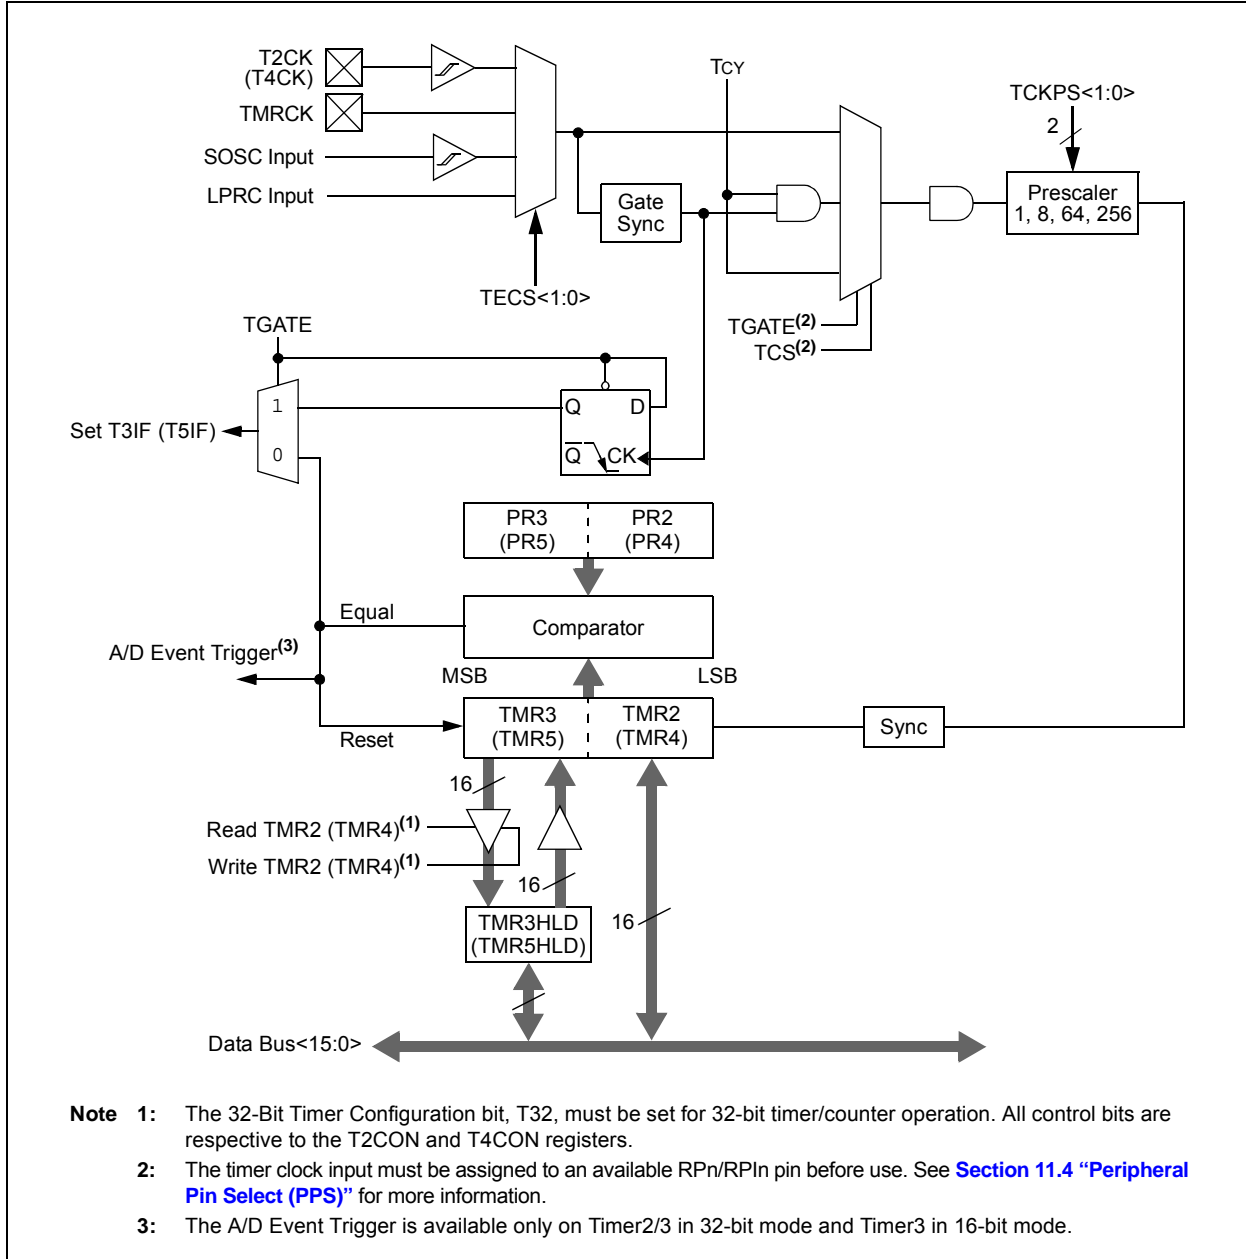 T2CK
(T4CK)
TMRCK
SOSC Input
LPRC Input
TECS<1:0>
Gate
Sync
TCY
TGATE(2)
TCS(2)
TCKPS<1:0>
2
Prescaler
1, 8, 64, 256
TGATE
1
0
Set T3IF (T5IF)
Q
D
Q
CK
PR3
(PR5)
PR2
(PR4)
Equal
Comparator
A/D Event Trigger(3)
MSB
LSB
Reset
TMR3
(TMR5)
TMR2
(TMR4)
Sync
16
Read TMR2 (TMR4)(1)
Write TMR2 (TMR4)(1)
16
TMR3HLD
(TMR5HLD)
16
Data Bus<15:0>
Note 1: The 32-Bit Timer Configuration bit, T32, must be set for 32-bit timer/counter operation. All control bits are
respective to the T2CON and T4CON registers.
2: The timer clock input must be assigned to an available RPn/RPIn pin before use. See Section 11.4 “Peripheral
Pin Select (PPS)” for more information.
3: The A/D Event Trigger is available only on Timer2/3 in 32-bit mode and Timer3 in 16-bit mode.